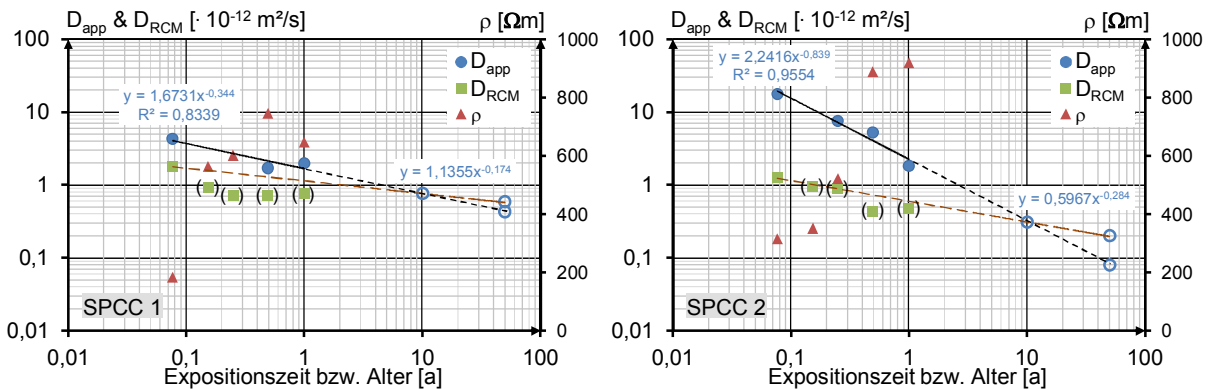 D_app & D_RCM [· 10⁻¹² m²/s]
ρ [Ωm]
100
10
1
0,1
0,01
1000
800
600
400
200
0
D_app
D_RCM
ρ
y = 1,6731x^-0,344
R² = 0,8339
y = 1,1355x^-0,174
( )
( )
( )
( )
SPCC 1
0,01
0,1
1
10
100
Expositionszeit bzw. Alter [a]
D_app & D_RCM [· 10⁻¹² m²/s]
ρ [Ωm]
100
10
1
0,1
0,01
1000
800
600
400
200
0
y = 2,2416x^-0,839
R² = 0,9554
D_app
D_RCM
ρ
y = 0,5967x^-0,284
( )
( )
( )
( )
SPCC 2
0,01
0,1
1
10
100
Expositionszeit bzw. Alter [a]